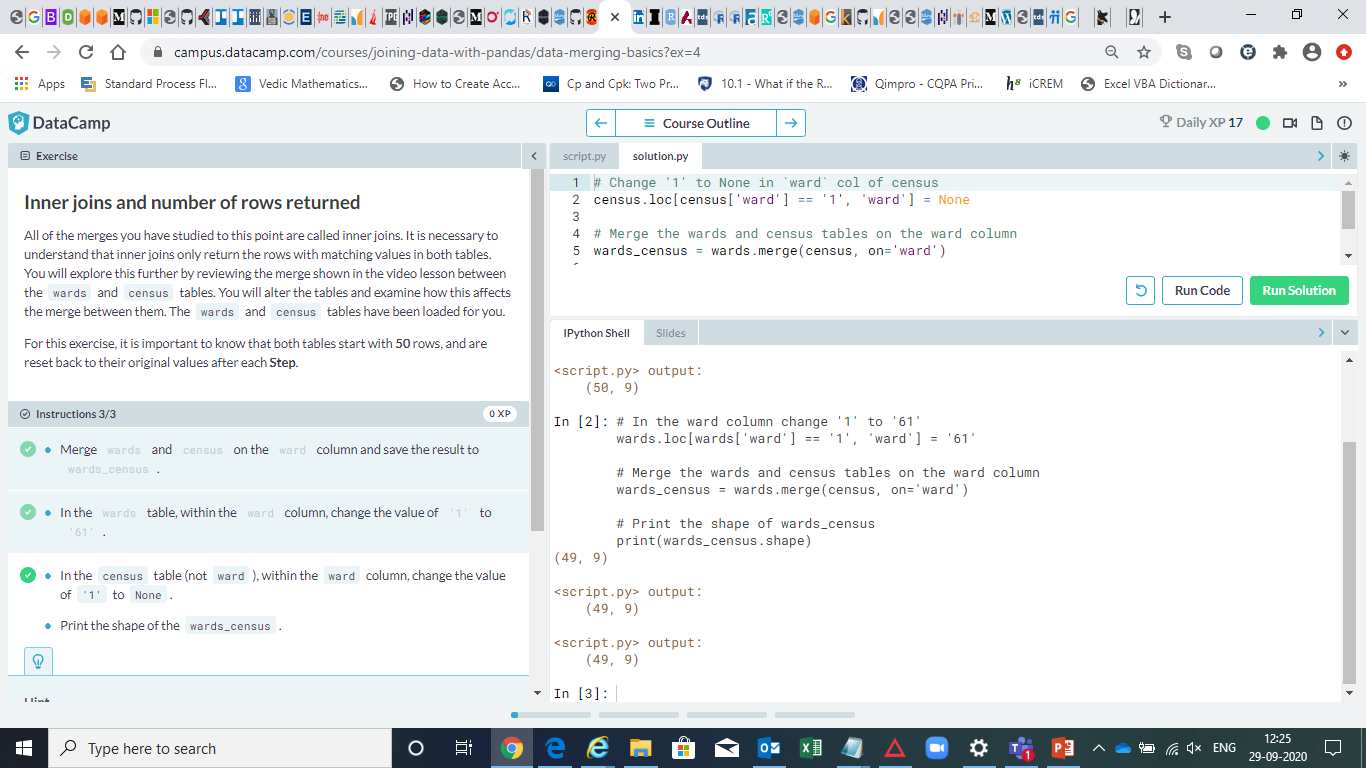 campus.datacamp.com/courses/joining-data-with-pandas/data-merging-basics?ex=4
Apps
Standard Process Fl...
Vedic Mathematics...
How to Create Acc...
Cp and Cpk: Two Pr...
10.1 - What if the R...
Qimpro - CQPA Pri...
iCREM
Excel VBA Dictionar...
DataCamp
Course Outline
Daily XP 17
Exercise
Inner joins and number of rows returned
All of the merges you have studied to this point are called inner joins. It is necessary to
understand that inner joins only return the rows with matching values in both tables.
You will explore this further by reviewing the merge shown in the video lesson between
the wards and census tables. You will alter the tables and examine how this affects
the merge between them. The wards and census tables have been loaded for you.
For this exercise, it is important to know that both tables start with 50 rows, and are
reset back to their original values after each Step.
Instructions 3/3
0 XP
Merge wards and census on the ward column and save the result to
wards_census .
In the wards table, within the ward column, change the value of '1' to
'61' .
In the census table (not ward ), within the ward column, change the value
of '1' to None .
Print the shape of the wards_census .
Hint
script.py
solution.py
1 # Change '1' to None in `ward` col of census
2 census.loc[census['ward'] == '1', 'ward'] = None
3
4 # Merge the wards and census tables on the ward column
5 wards_census = wards.merge(census, on='ward')
Run Code
Run Solution
IPython Shell
Slides
<script.py> output:
(50, 9)
In [2]: # In the ward column change '1' to '61'
wards.loc[wards['ward'] == '1', 'ward'] = '61'
# Merge the wards and census tables on the ward column
wards_census = wards.merge(census, on='ward')
# Print the shape of wards_census
print(wards_census.shape)
(49, 9)
<script.py> output:
(49, 9)
<script.py> output:
(49, 9)
In [3]:
Type here to search
ENG
12:25
29-09-2020